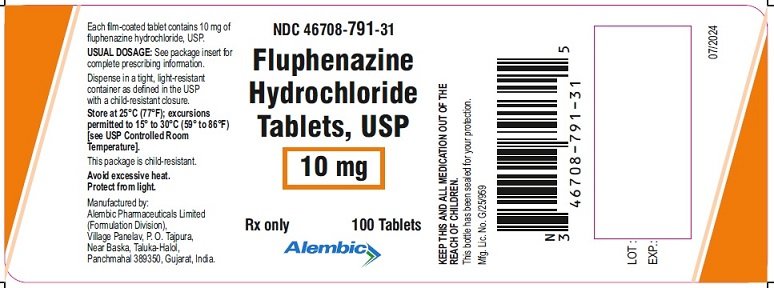 Each film-coated tablet contains 10 mg of
fluphenazine hydrochloride, USP.
USUAL DOSAGE: See package insert for
complete prescribing information.
Dispense in a tight, light-resistant
container as defined in the USP
with a child-resistant closure.
Store at 25°C (77°F); excursions
permitted to 15° to 30°C (59° to 86°F)
[see USP Controlled Room
Temperature].
This package is child-resistant.
Avoid excessive heat.
Protect from light.
Manufactured by:
Alembic Pharmaceuticals Limited
(Formulation Division),
Village Panelav, P. O. Tajpura,
Near Baska, Taluka-Halol,
Panchmahal 389350, Gujarat, India.
NDC 46708-791-31
Fluphenazine
Hydrochloride
Tablets, USP
10 mg
Rx only 100 Tablets
Alembic
KEEP THIS AND ALL MEDICATION OUT OF THE
REACH OF CHILDREN.
This bottle has been sealed for your protection.
Mfg. Lic. No. G/25/959
N
3 46708-791-31 5
LOT :
EXP.:
07/2024